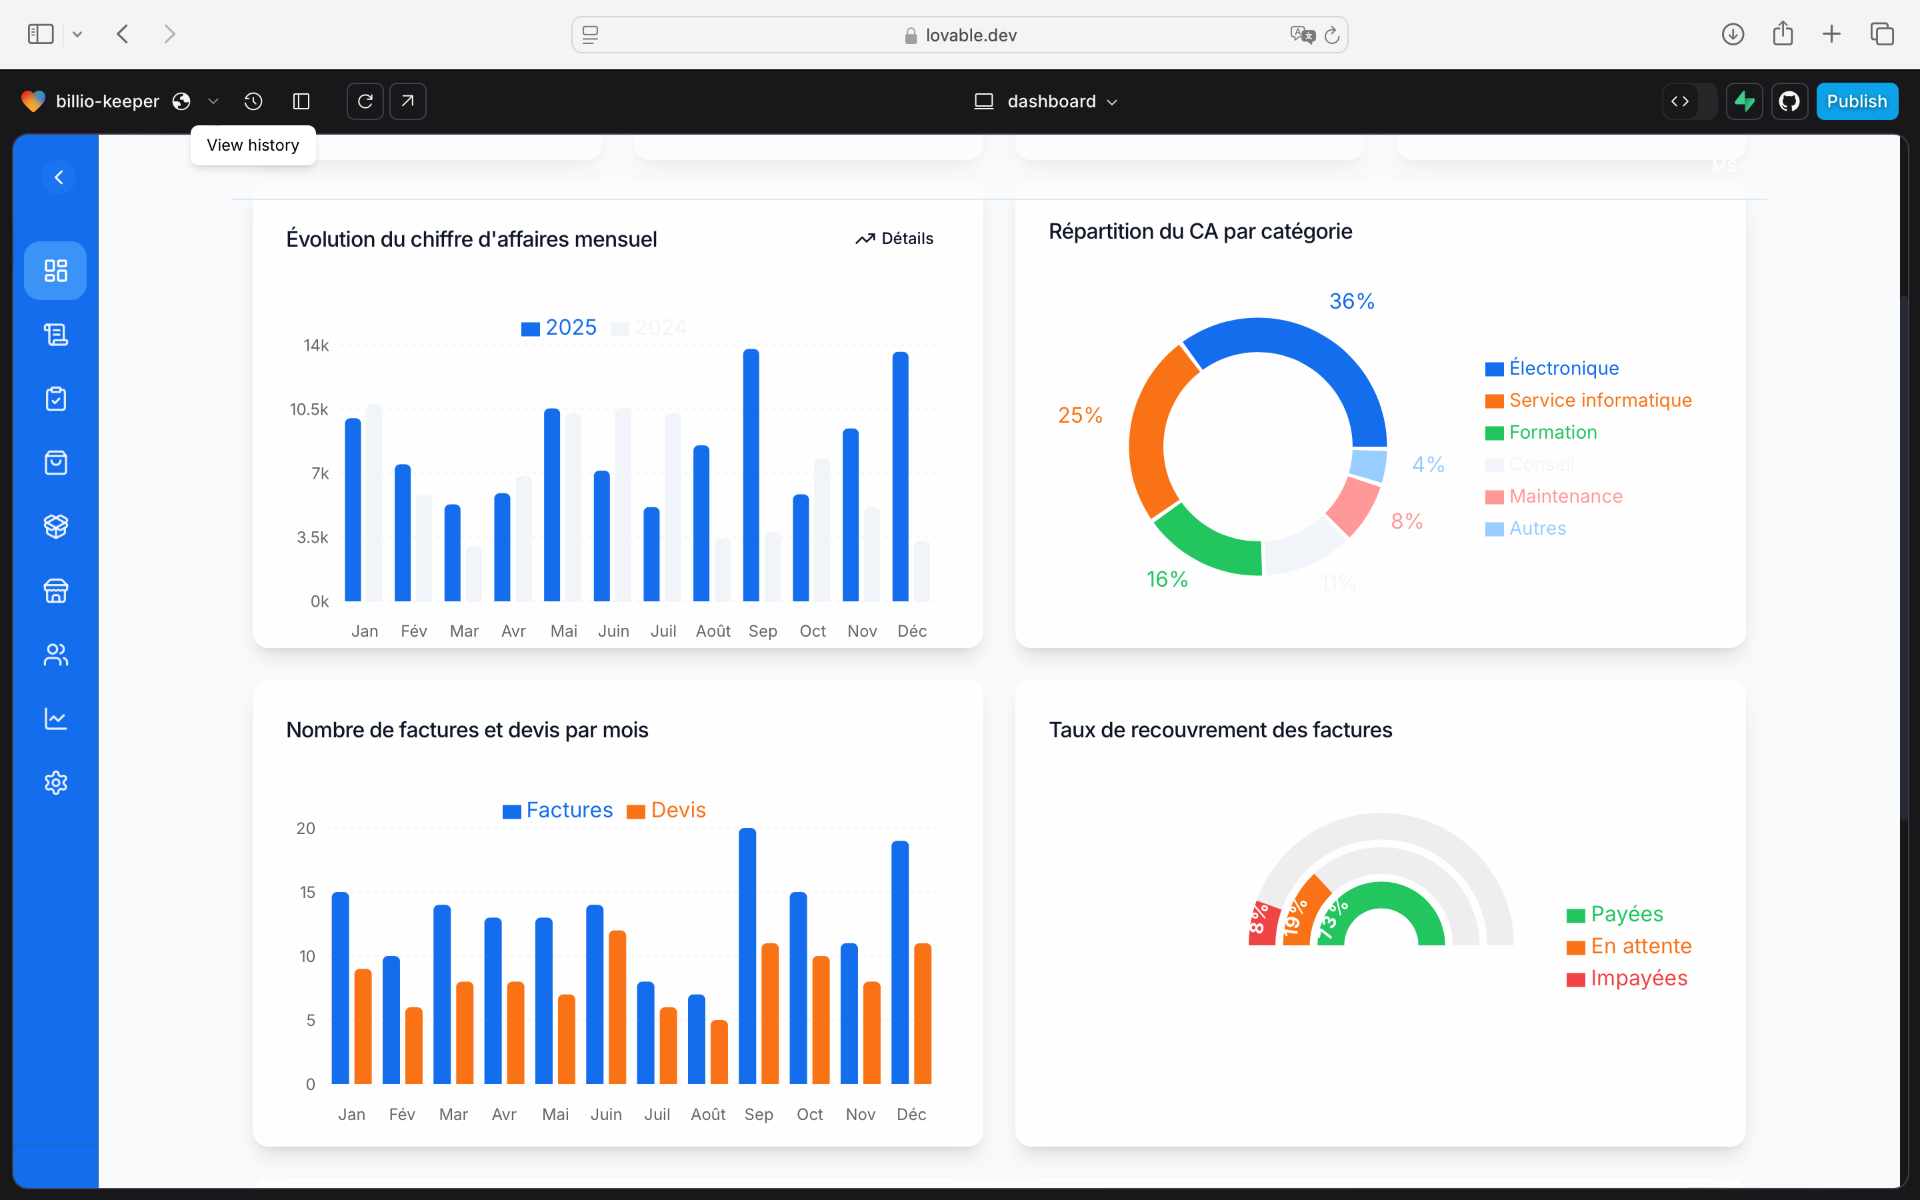 lovable.dev
billio-keeper
dashboard
Publish
View history
MS
Évolution du chiffre d'affaires mensuel
Détails
2025 2024
14k
10.5k
7k
3.5k
0k
Jan Fév Mar Avr Mai Juin Juil Août Sep Oct Nov Déc
Répartition du CA par catégorie
36%
25%
4%
8%
16%
11%
Électronique
Service informatique
Formation
Conseil
Maintenance
Autres
Nombre de factures et devis par mois
Factures Devis
20
15
10
5
0
Jan Fév Mar Avr Mai Juin Juil Août Sep Oct Nov Déc
Taux de recouvrement des factures
8%
19%
73%
Payées
En attente
Impayées